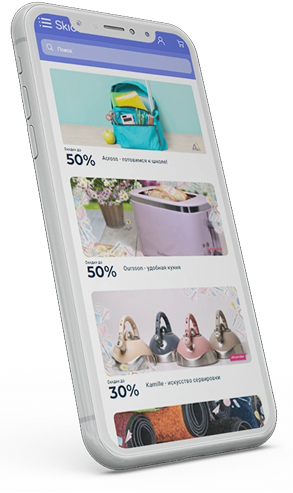 Поиск
Скидки до
50%
Across - готовимся к школе!
Скидки до
50%
Oursson - удобная кухня
Скидки до
30%
Kamille - искусство сервировки